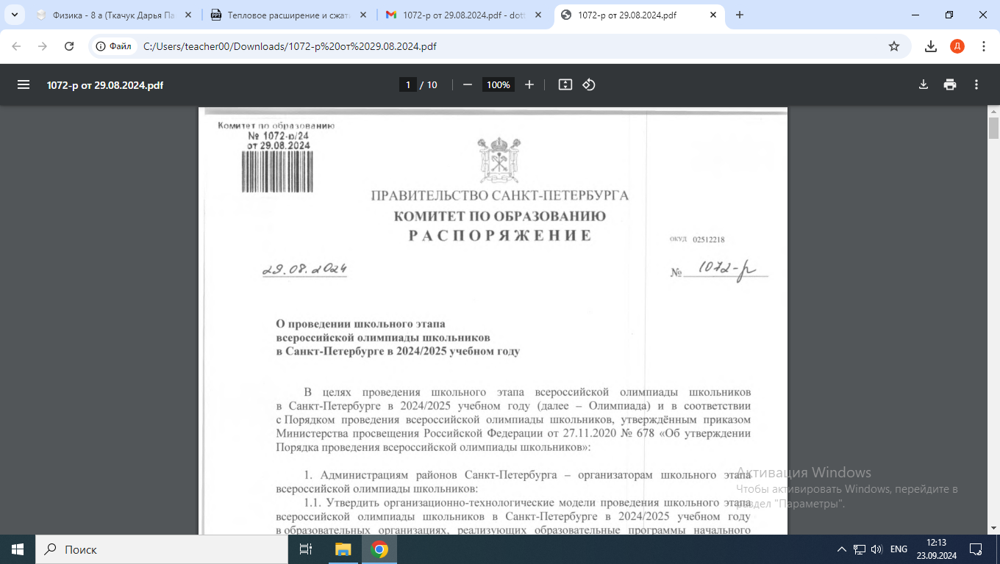 Физика - 8 а (Ткачук Дарья Па
Тепловое расширение и сжат
1072-р от 29.08.2024.pdf - dott
1072-р от 29.08.2024.pdf
Файл
C:/Users/teacher00/Downloads/1072-р%20от%2029.08.2024.pdf
Д
1072-р от 29.08.2024.pdf
1 / 10
100%
Комитет по образованию
№ 1072-р/24
от 29.08.2024
ПРАВИТЕЛЬСТВО САНКТ-ПЕТЕРБУРГА
КОМИТЕТ ПО ОБРАЗОВАНИЮ
РАСПОРЯЖЕНИЕ
ОКУД 02512218
29.08.2024
№ 1072-р
О проведении школьного этапа
всероссийской олимпиады школьников
в Санкт-Петербурге в 2024/2025 учебном году
В целях проведения школьного этапа всероссийской олимпиады школьников
в Санкт-Петербурге в 2024/2025 учебном году (далее – Олимпиада) и в соответствии
с Порядком проведения всероссийской олимпиады школьников, утверждённым приказом
Министерства просвещения Российской Федерации от 27.11.2020 № 678 «Об утверждении
Порядка проведения всероссийской олимпиады школьников»:
1. Администрациям районов Санкт-Петербурга – организаторам школьного этапа
всероссийской олимпиады школьников:
1.1. Утвердить организационно-технологические модели проведения школьного этапа
всероссийской олимпиады школьников в Санкт-Петербурге в 2024/2025 учебном году
в образовательных организациях, реализующих образовательные программы начального
Активация Windows
Чтобы активировать Windows, перейдите в
раздел "Параметры".
Поиск
ENG
12:13
23.09.2024